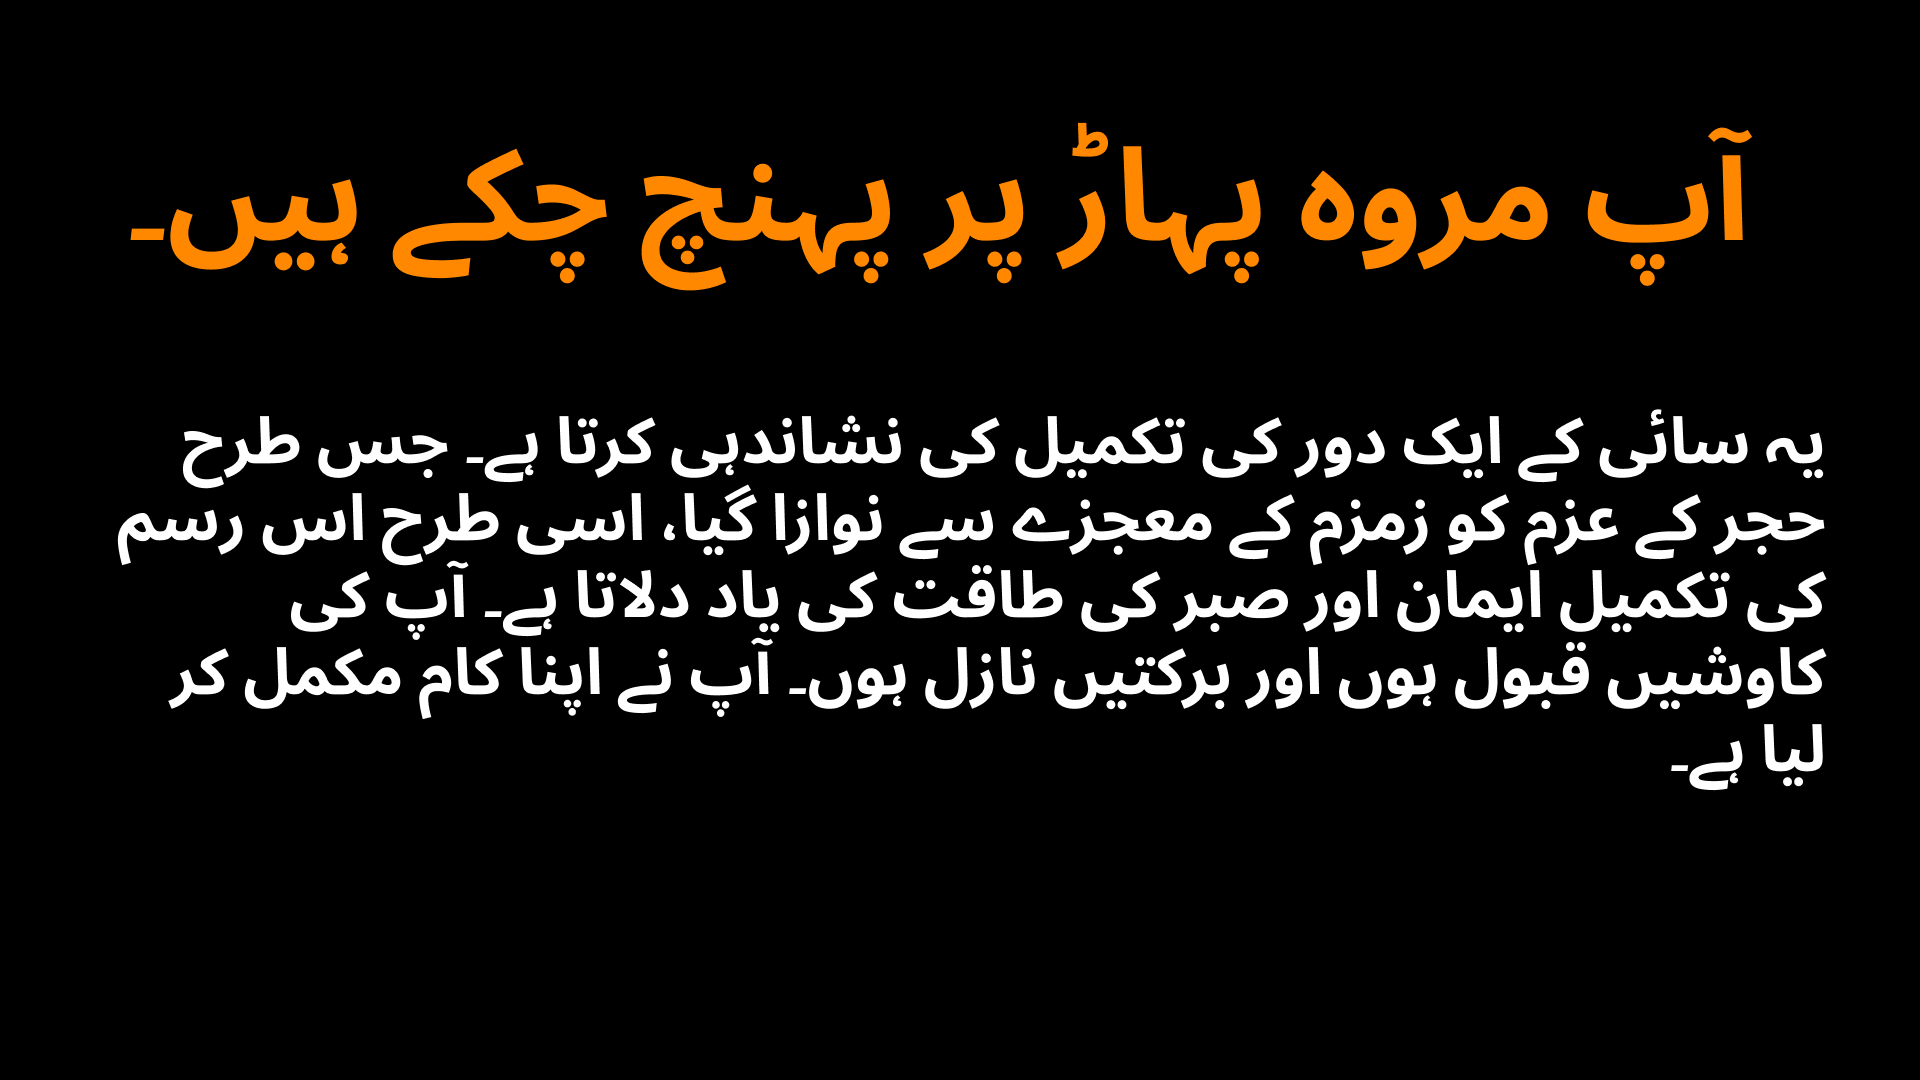 آپ مروہ پہاڑ پر پہنچ چکے ہیں۔
یہ سائی کے ایک دور کی تکمیل کی نشاندہی کرتا ہے۔ جس طرح
حجر کے عزم کو زمزم کے معجزے سے نوازا گیا، اسی طرح اس رسم
کی تکمیل ایمان اور صبر کی طاقت کی یاد دلاتا ہے۔ آپ کی
کاوشیں قبول ہوں اور برکتیں نازل ہوں۔ آپ نے اپنا کام مکمل کر
لیا ہے۔